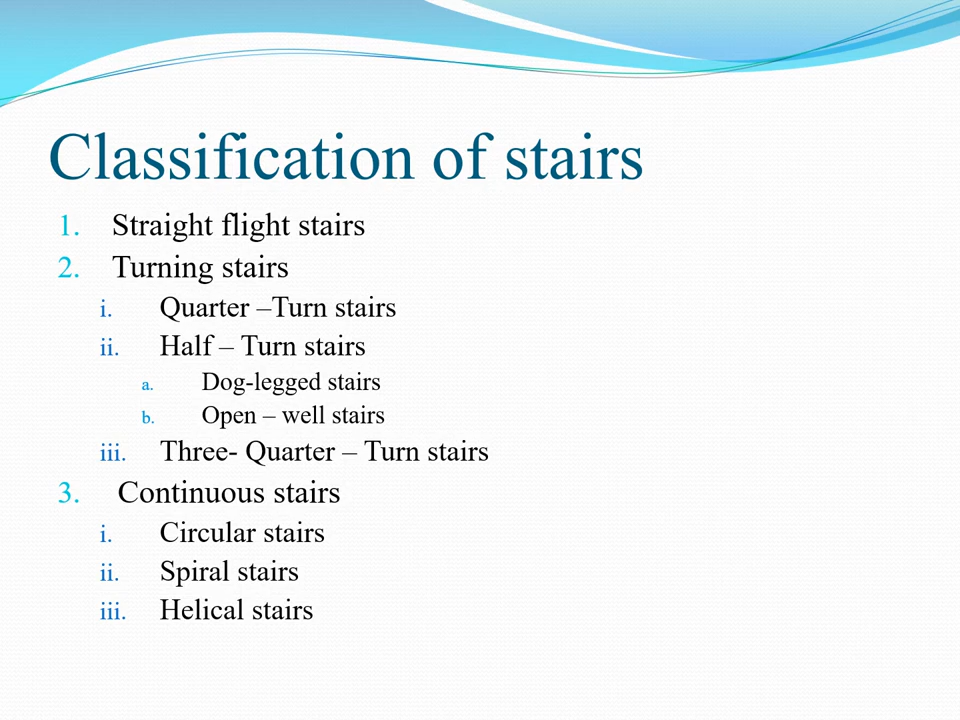 Classification of stairs
1. Straight flight stairs
2. Turning stairs
i. Quarter –Turn stairs
ii. Half – Turn stairs
a. Dog-legged stairs
b. Open – well stairs
iii. Three- Quarter – Turn stairs
3. Continuous stairs
i. Circular stairs
ii. Spiral stairs
iii. Helical stairs